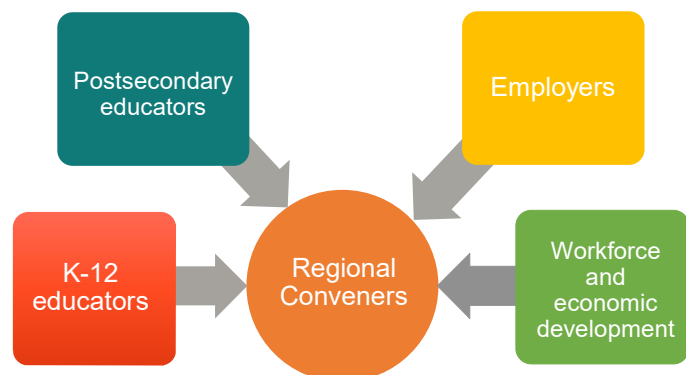 Postsecondary
educators
Employers
K-12
educators
Regional
Conveners
Workforce
and
economic
development